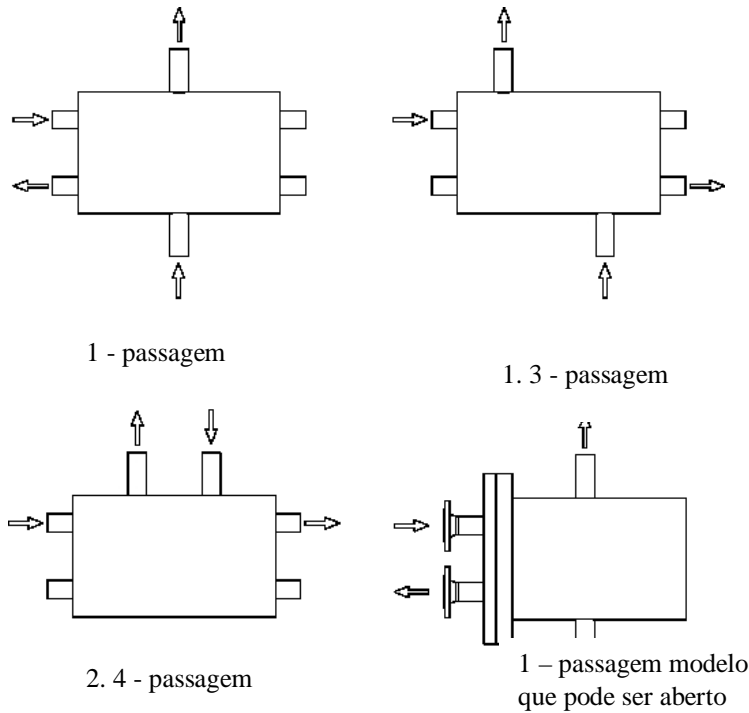 1 - passagem
1. 3 - passagem
2. 4 - passagem
1 – passagem modelo
que pode ser aberto